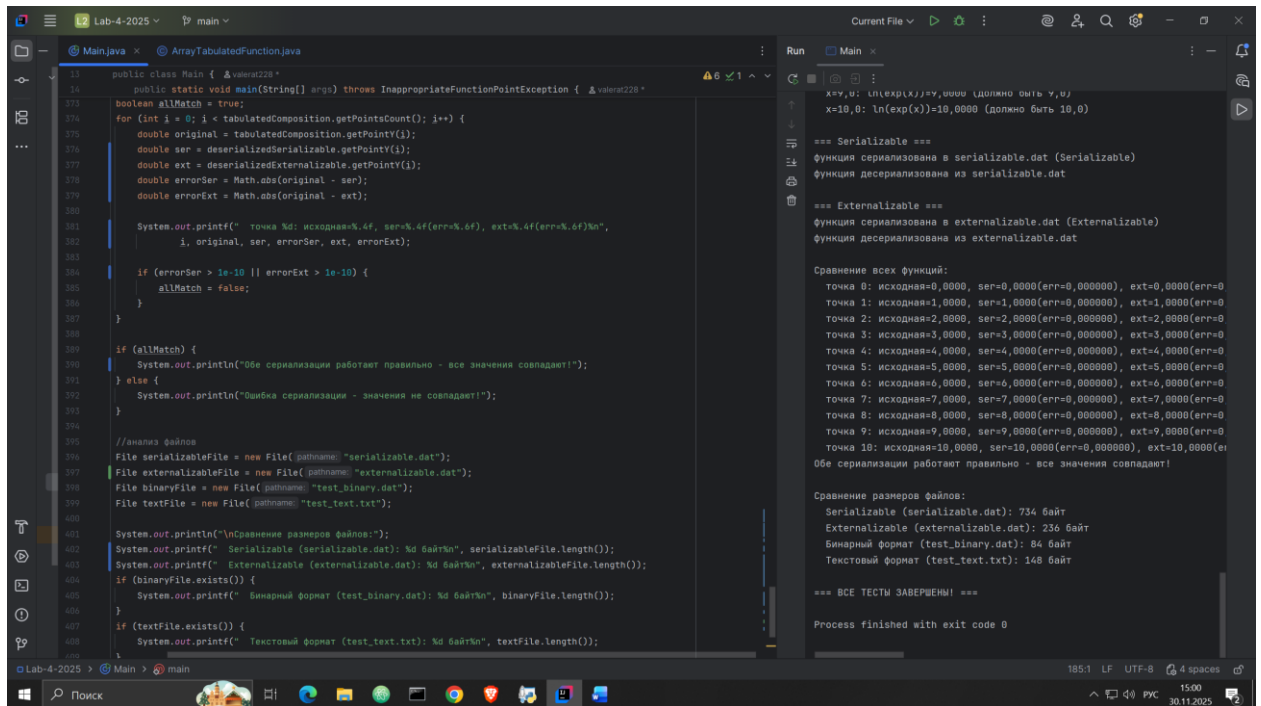 L2 Lab-4-2025 main Current File
Main.java × ArrayTabulatedFunction.java
13 public class Main { valerat228 *
14 public static void main(String[] args) throws InappropriateFunctionPointException { valerat228 *
6 1
373 boolean allMatch = true;
374 for (int i = 0; i < tabulatedComposition.getPointsCount(); i++) {
375 double original = tabulatedComposition.getPointY(i);
376 double ser = deserializedSerializable.getPointY(i);
377 double ext = deserializedExternalizable.getPointY(i);
378 double errorSer = Math.abs(original - ser);
379 double errorExt = Math.abs(original - ext);
380
381 System.out.printf(" точка %d: исходная=%.4f, ser=%.4f(err=%.6f), ext=%.4f(err=%.6f)%n",
382 i, original, ser, errorSer, ext, errorExt);
383
384 if (errorSer > 1e-10 || errorExt > 1e-10) {
385 allMatch = false;
386 }
387 }
388
389 if (allMatch) {
390 System.out.println("Обе сериализации работают правильно - все значения совпадают!");
391 } else {
392 System.out.println("Ошибка сериализации - значения не совпадают!");
393 }
394
395 //анализ файлов
396 File serializableFile = new File( pathname: "serializable.dat");
397 File externalizableFile = new File( pathname: "externalizable.dat");
398 File binaryFile = new File( pathname: "test_binary.dat");
399 File textFile = new File( pathname: "test_text.txt");
400
401 System.out.println("\nСравнение размеров файлов:");
402 System.out.printf(" Serializable (serializable.dat): %d байт%n", serializableFile.length());
403 System.out.printf(" Externalizable (externalizable.dat): %d байт%n", externalizableFile.length());
404 if (binaryFile.exists()) {
405 System.out.printf(" Бинарный формат (test_binary.dat): %d байт%n", binaryFile.length());
406 }
407 if (textFile.exists()) {
408 System.out.printf(" Текстовый формат (test_text.txt): %d байт%n", textFile.length());
409 }
Run Main ×
x=9,0: ln(exp(x))=9,0000 (должно быть 9,0)
x=10,0: ln(exp(x))=10,0000 (должно быть 10,0)
=== Serializable ===
функция сериализована в serializable.dat (Serializable)
функция десериализована из serializable.dat
=== Externalizable ===
функция сериализована в externalizable.dat (Externalizable)
функция десериализована из externalizable.dat
Сравнение всех функций:
точка 0: исходная=0,0000, ser=0,0000(err=0,000000), ext=0,0000(err=0
точка 1: исходная=1,0000, ser=1,0000(err=0,000000), ext=1,0000(err=0
точка 2: исходная=2,0000, ser=2,0000(err=0,000000), ext=2,0000(err=0
точка 3: исходная=3,0000, ser=3,0000(err=0,000000), ext=3,0000(err=0
точка 4: исходная=4,0000, ser=4,0000(err=0,000000), ext=4,0000(err=0
точка 5: исходная=5,0000, ser=5,0000(err=0,000000), ext=5,0000(err=0
точка 6: исходная=6,0000, ser=6,0000(err=0,000000), ext=6,0000(err=0
точка 7: исходная=7,0000, ser=7,0000(err=0,000000), ext=7,0000(err=0
точка 8: исходная=8,0000, ser=8,0000(err=0,000000), ext=8,0000(err=0
точка 9: исходная=9,0000, ser=9,0000(err=0,000000), ext=9,0000(err=0
точка 10: исходная=10,0000, ser=10,0000(err=0,000000), ext=10,0000(er
Обе сериализации работают правильно - все значения совпадают!
Сравнение размеров файлов:
Serializable (serializable.dat): 734 байт
Externalizable (externalizable.dat): 236 байт
Бинарный формат (test_binary.dat): 84 байт
Текстовый формат (test_text.txt): 148 байт
=== ВСЕ ТЕСТЫ ЗАВЕРШЕНЫ! ===
Process finished with exit code 0
Lab-4-2025 > Main > main 185:1 LF UTF-8 4 spaces
Поиск РУС 15:00
30.11.2025 2